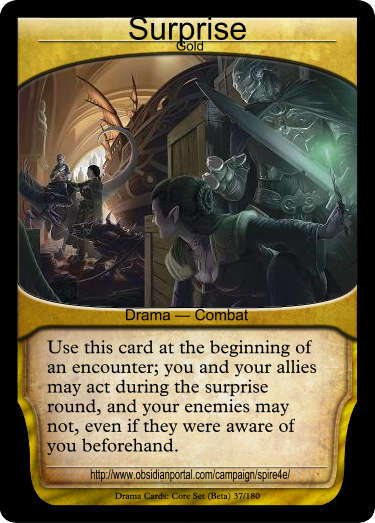 Surprise
Gold
Drama — Combat
Use this card at the beginning of
an encounter; you and your allies
may act during the surprise
round, and your enemies may
not, even if they were aware of
you beforehand.
http://www.obsidianportal.com/campaign/spire4e/
Drama Cards: Core Set (Beta) 37/180